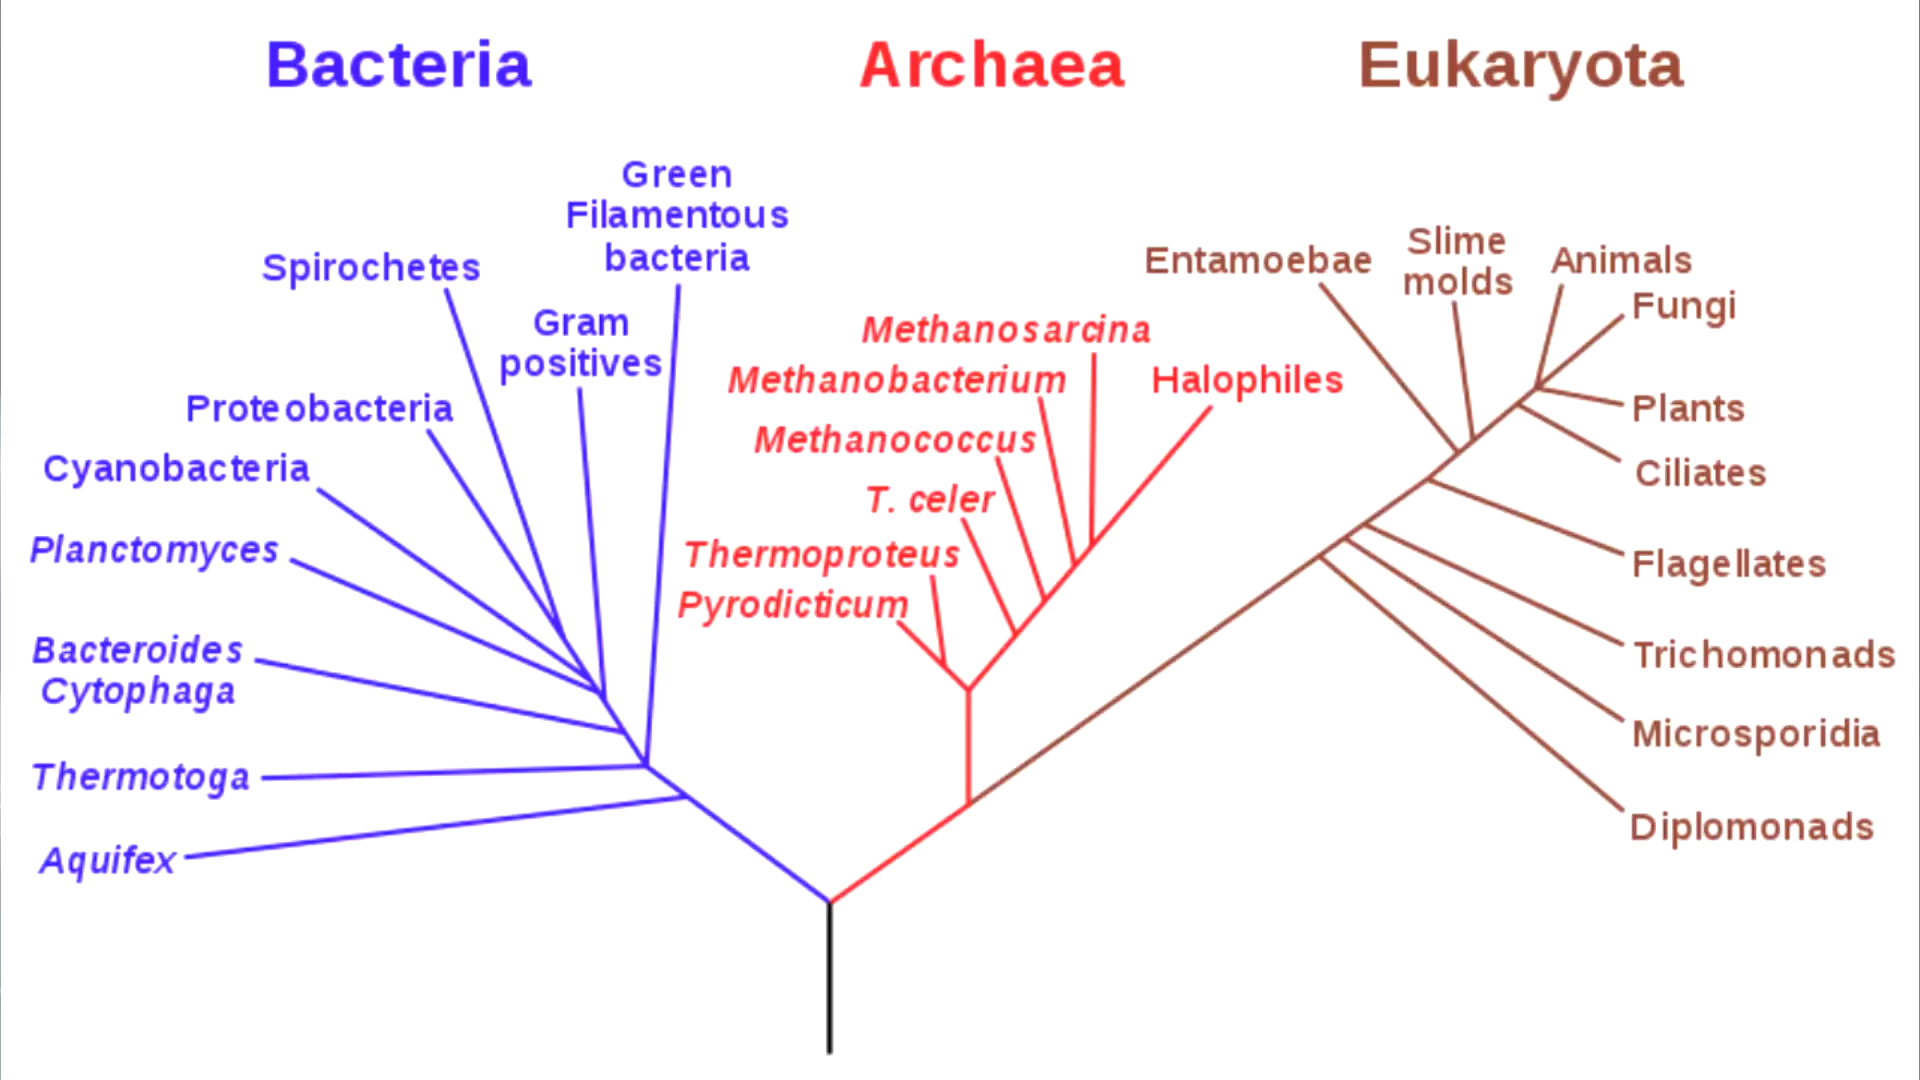 Bacteria
Archaea
Eukaryota
Green
Filamentous
bacteria
Spirochetes
Gram
positives
Proteobacteria
Cyanobacteria
Planctomyces
Bacteroides
Cytophaga
Thermotoga
Aquifex
Methanosarcina
Methanobacterium
Halophiles
Methanococcus
T. celer
Thermoproteus
Pyrodicticum
Entamoebae
Slime
molds
Animals
Fungi
Plants
Ciliates
Flagellates
Trichomonads
Microsporidia
Diplomonads